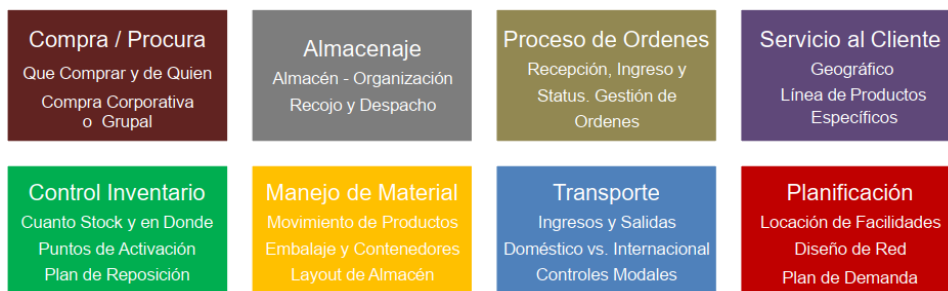 Compra / Procura
Que Comprar y de Quien
Compra Corporativa
o Grupal
Almacenaje
Almacén - Organización
Recojo y Despacho
Proceso de Ordenes
Recepción, Ingreso y
Status. Gestión de
Ordenes
Servicio al Cliente
Geográfico
Línea de Productos
Específicos
Control Inventario
Cuanto Stock y en Donde
Puntos de Activación
Plan de Reposición
Manejo de Material
Movimiento de Productos
Embalaje y Contenedores
Layout de Almacén
Transporte
Ingresos y Salidas
Doméstico vs. Internacional
Controles Modales
Planificación
Locación de Facilidades
Diseño de Red
Plan de Demanda